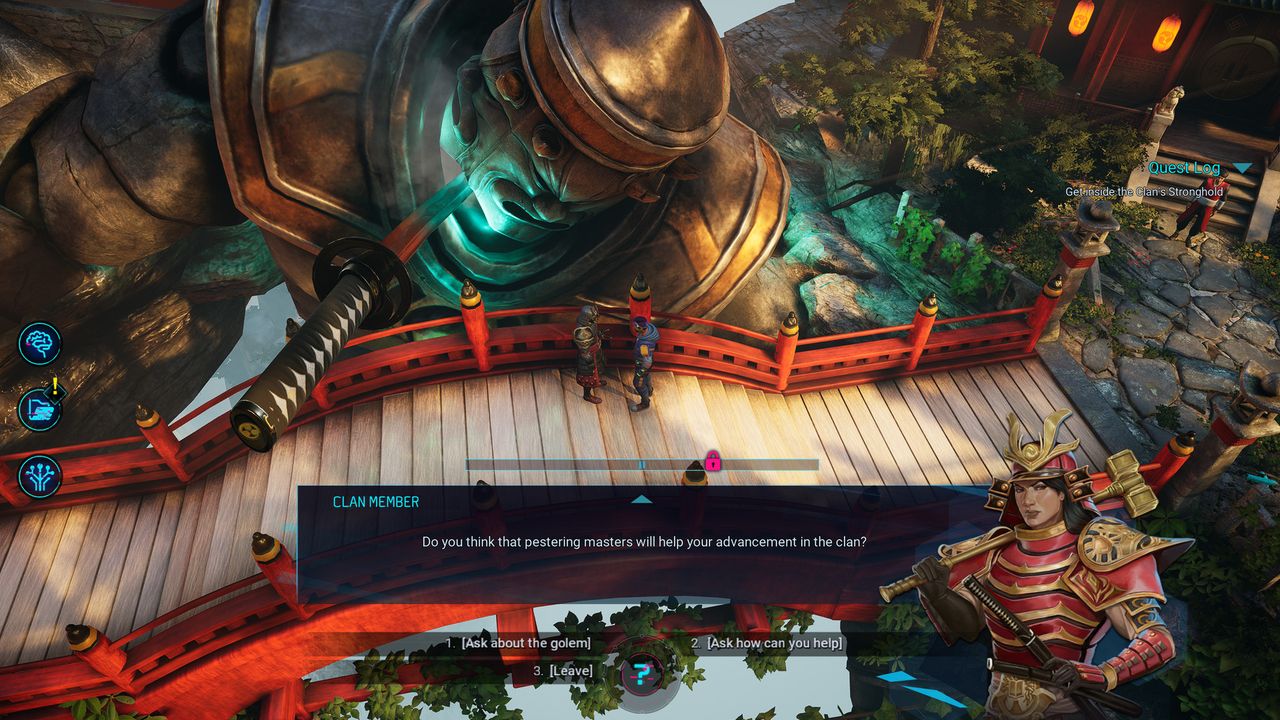 Quest Log
Get inside the Clan's Stronghold
!
CLAN MEMBER
Do you think that pestering masters will help your advancement in the clan?
1. [Ask about the golem]
2. [Ask how can you help]
3. [Leave]
?